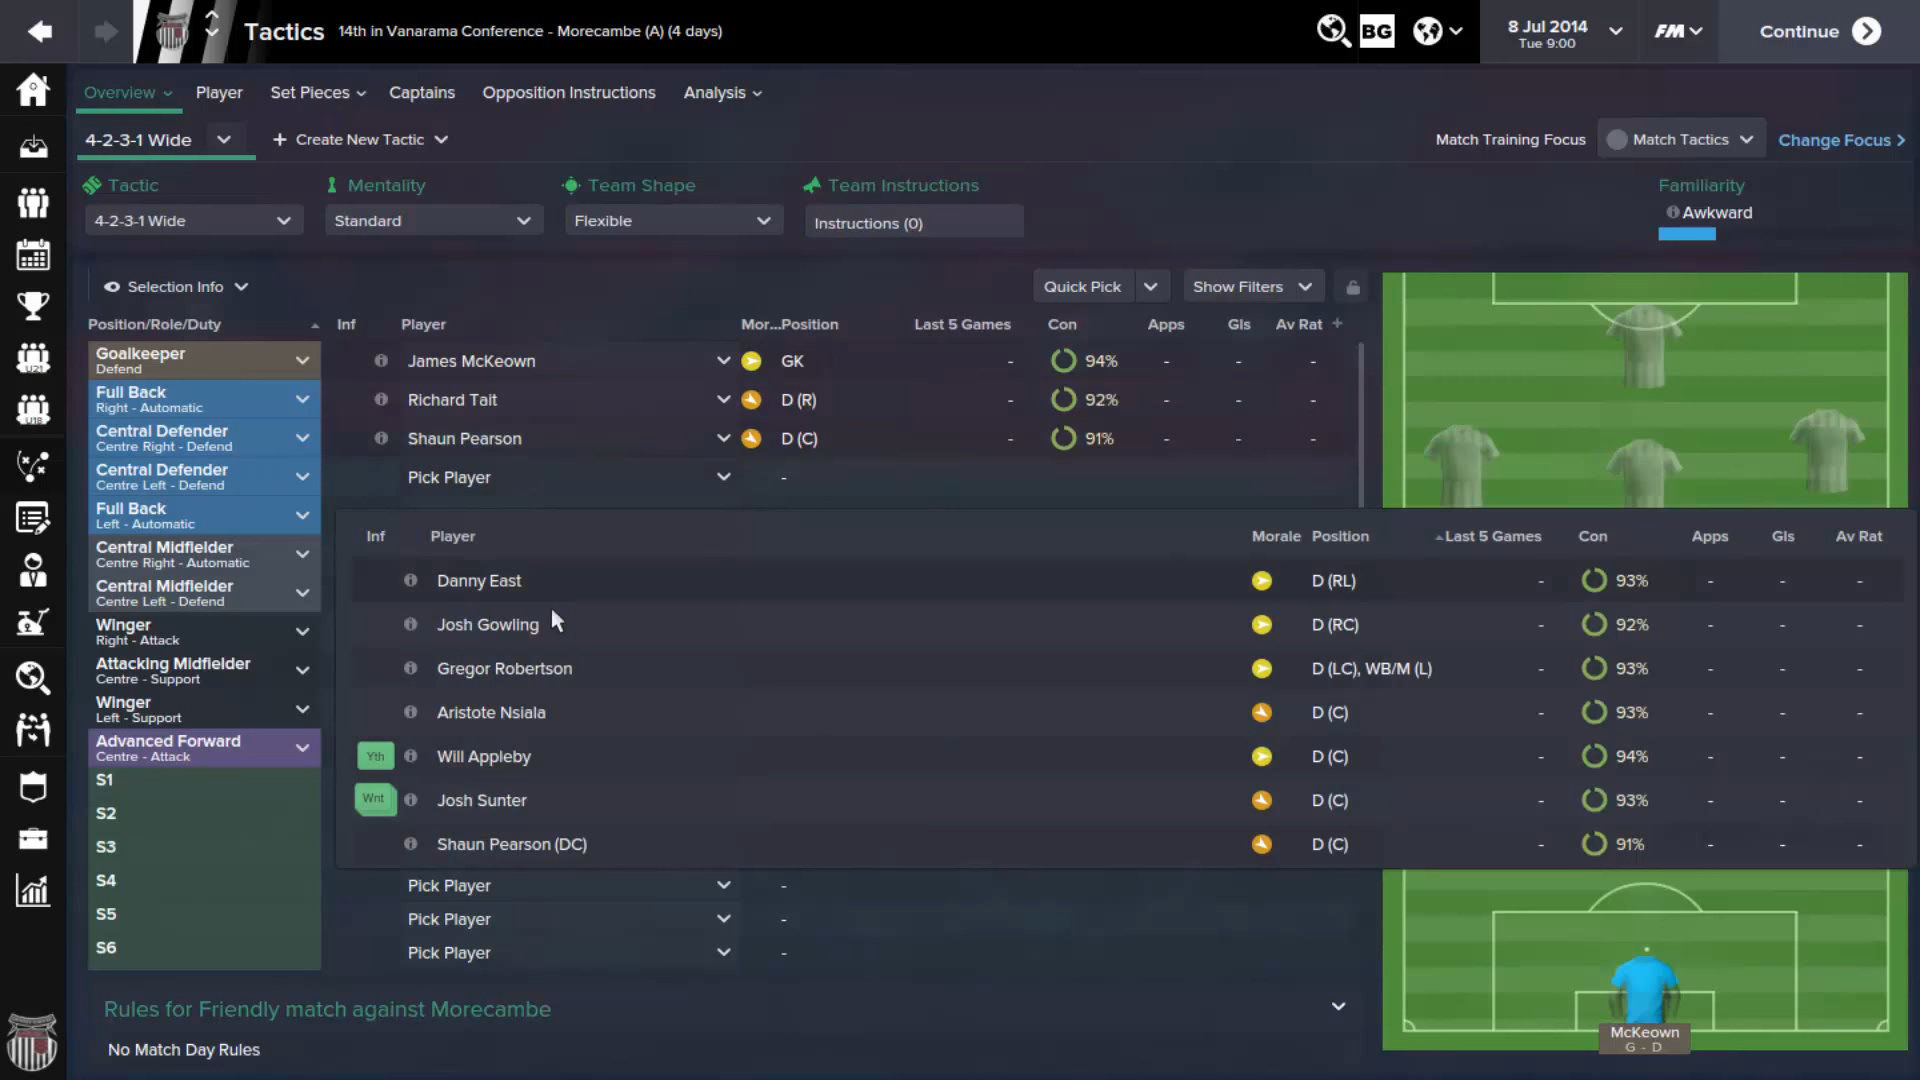 Tactics
14th in Vanarama Conference - Morecambe (A) (4 days)
BG
8 Jul 2014
Tue 9:00
FM
Continue
Overview
Player
Set Pieces
Captains
Opposition Instructions
Analysis
4-2-3-1 Wide
+ Create New Tactic
Match Training Focus
Match Tactics
Change Focus >
Tactic
Mentality
Team Shape
Team Instructions
Familiarity
4-2-3-1 Wide
Standard
Flexible
Instructions (0)
Awkward
Selection Info
Quick Pick
Show Filters
Position/Role/Duty Inf Player Mor... Position Last 5 Games Con Apps Gls Av Rat +
Goalkeeper
Defend
James McKeown GK - 94% - - -
Full Back
Right - Automatic
Richard Tait D (R) - 92% - - -
Central Defender
Centre Right - Defend
Shaun Pearson D (C) - 91% - - -
Central Defender
Centre Left - Defend
Pick Player -
Full Back
Left - Automatic
Central Midfielder
Centre Right - Automatic
Central Midfielder
Centre Left - Defend
Winger
Right - Attack
Attacking Midfielder
Centre - Support
Winger
Left - Support
Advanced Forward
Centre - Attack
S1
S2
S3
S4
S5
S6
Inf Player Morale Position Last 5 Games Con Apps Gls Av Rat
Danny East D (RL) - 93% - - -
Josh Gowling D (RC) - 92% - - -
Gregor Robertson D (LC), WB/M (L) - 93% - - -
Aristote Nsiala D (C) - 93% - - -
Yth Will Appleby D (C) - 94% - - -
Wnt Josh Sunter D (C) - 93% - - -
Shaun Pearson (DC) D (C) - 91% - - -
Pick Player -
Pick Player -
Pick Player -
McKeown
G - D
Rules for Friendly match against Morecambe
No Match Day Rules
U21
U18